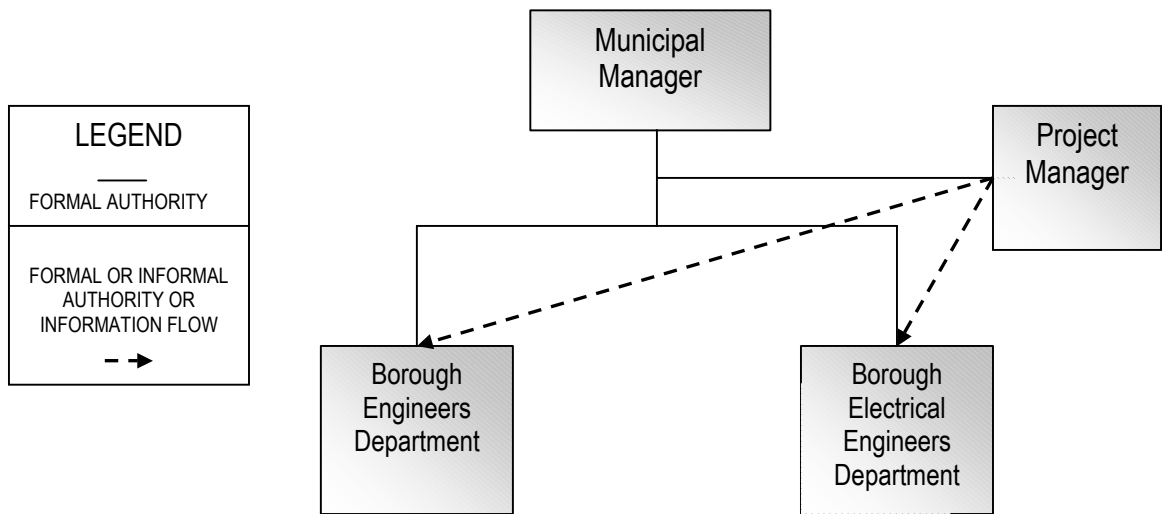 Municipal
Manager
LEGEND
FORMAL AUTHORITY
FORMAL OR INFORMAL
AUTHORITY OR
INFORMATION FLOW
Project
Manager
Borough
Engineers
Department
Borough
Electrical
Engineers
Department